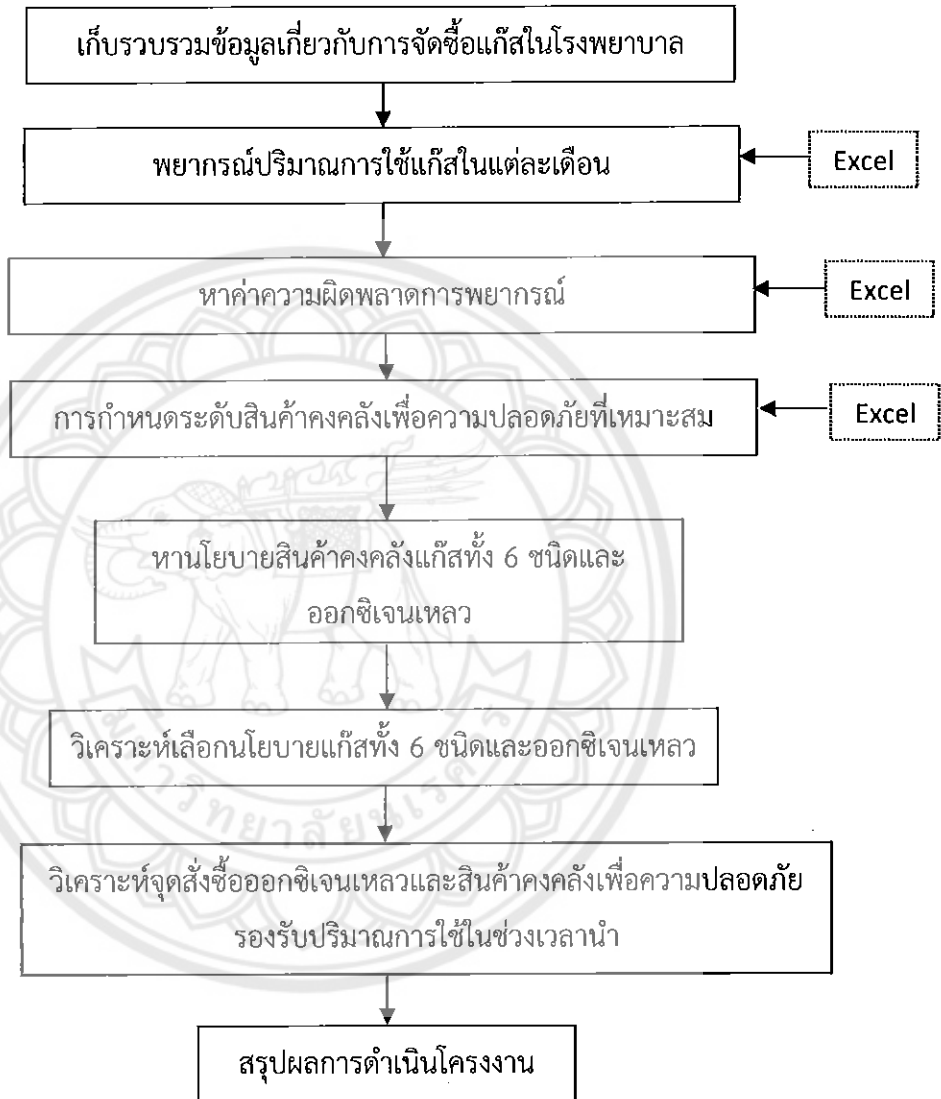 เก็บรวบรวมข้อมูลเกี่ยวกับการจัดซื้อแก๊สในโรงพยาบาล
พยากรณ์ปริมาณการใช้แก๊สในแต่ละเดือน
Excel
หาค่าความผิดพลาดการพยากรณ์
Excel
การกำหนดระดับสินค้าคงคลังเพื่อความปลอดภัยที่เหมาะสม
Excel
หานโยบายสินค้าคงคลังแก๊สทั้ง 6 ชนิดและ
ออกซิเจนเหลว
วิเคราะห์เลือกนโยบายแก๊สทั้ง 6 ชนิดและออกซิเจนเหลว
มหาวิทยาลัยนเรศวร
วิเคราะห์จุดสั่งซื้อออกซิเจนเหลวและสินค้าคงคลังเพื่อความปลอดภัย
รองรับปริมาณการใช้ในช่วงเวลานำ
สรุปผลการดำเนินโครงงาน